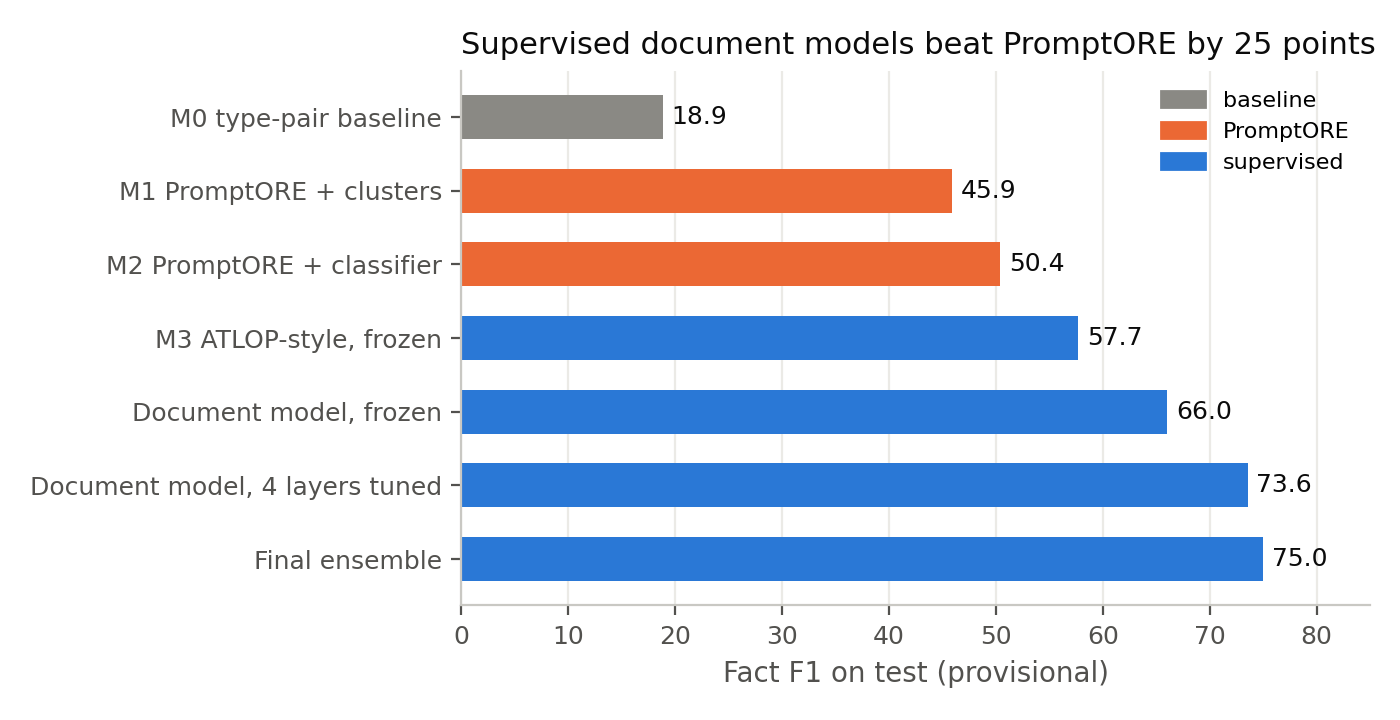 Supervised document models beat PromptORE by 25 points
baseline
PromptORE
supervised
M0 type-pair baseline
18.9
M1 PromptORE + clusters
45.9
M2 PromptORE + classifier
50.4
M3 ATLOP-style, frozen
57.7
Document model, frozen
66.0
Document model, 4 layers tuned
73.6
Final ensemble
75.0
0 10 20 30 40 50 60 70 80
Fact F1 on test (provisional)